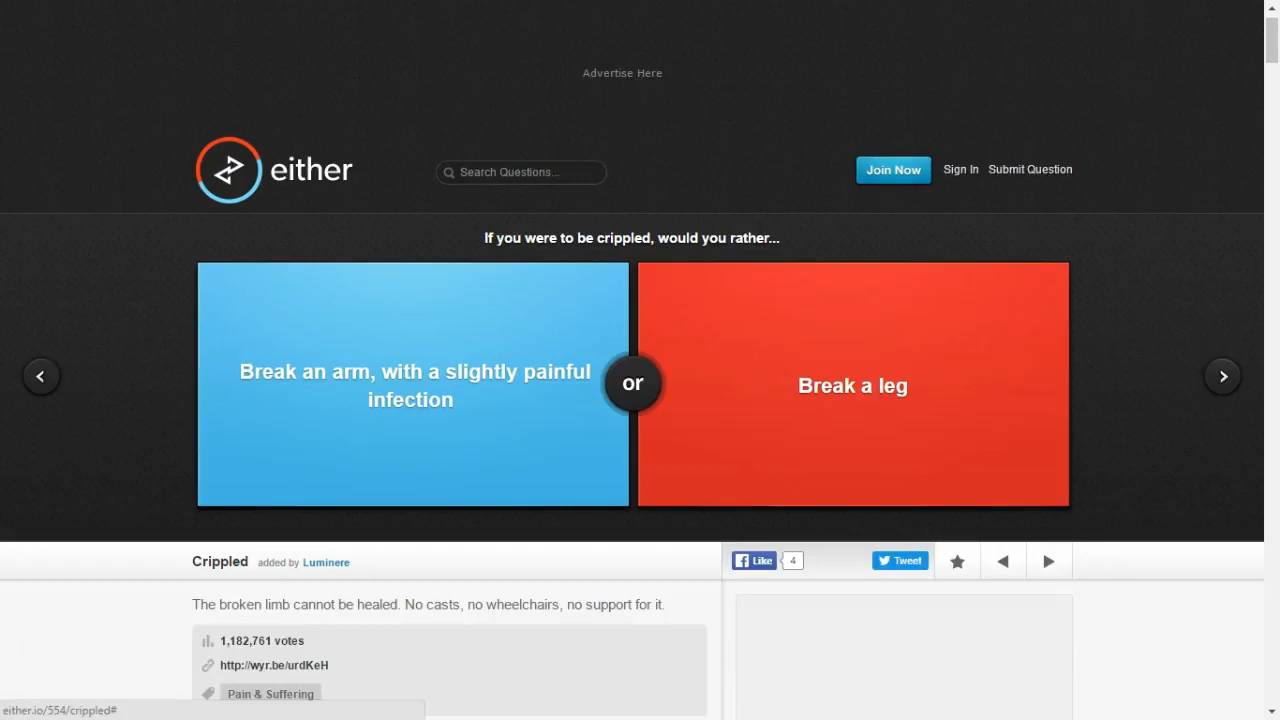 Advertise Here
either
Search Questions...
Join Now
Sign In
Submit Question
If you were to be crippled, would you rather...
Break an arm, with a slightly painful
infection
or
Break a leg
Crippled added by Luminere
Like
4
Tweet
The broken limb cannot be healed. No casts, no wheelchairs, no support for it.
1,182,761 votes
http://wyr.be/urdKeH
Pain & Suffering
either.io/554/crippled#